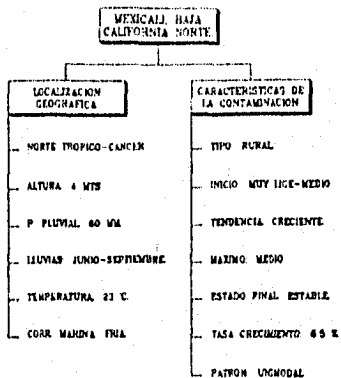 MEXICALI, BAJA
CALIFORNIA NORTE
LOCALIZACION
GEOGRAFICA
NORTE TROPICO-CANCER
ALTURA 4 MTS
P PLUVIAL 60 MM
LLUVIAS JUNIO-SEPTIEMBRE
TEMPERATURA 23 C
CORR MARINA FRIA
CARACTERISTICAS DE
LA CONTAMINACION
TIPO RURAL
INICIO MUY LIGE-MEDIO
TENDENCIA CRECIENTE
MAXIMO MEDIO
ESTADO FINAL ESTABLE
TASA CRECIMIENTO 6.5 %
PATRON